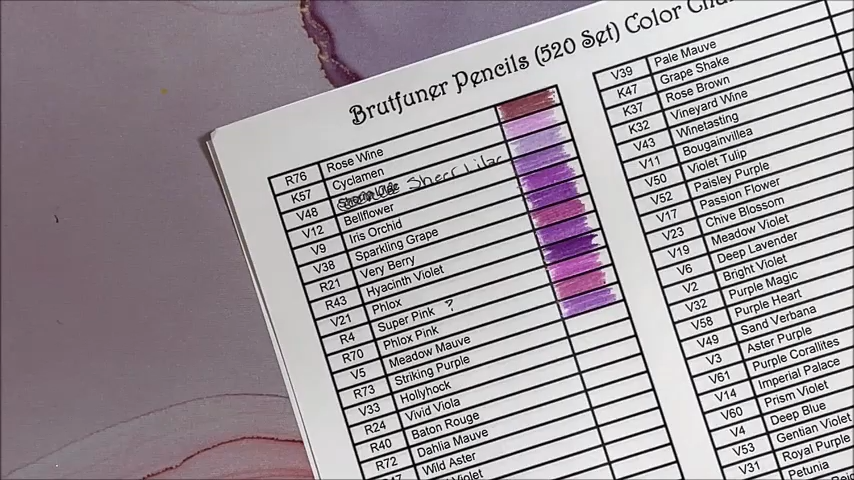 Brutfuner Pencils (520 Set) Color
R76 Rose Wine
K57 Cyclamen
V48 Sheer Lilac
V12 Bellflower
V9 Iris Orchid
V38 Sparkling Grape
R21 Very Berry
R43 Hyacinth Violet
V21 Phlox
R4 Super Pink ?
R70 Phlox Pink
V5 Meadow Mauve
R73 Striking Purple
V33 Hollyhock
R24 Vivid Viola
R40 Baton Rouge
R72 Dahlia Mauve
Wild Aster
Violet
V39 Pale Mauve
K47 Grape Shake
K37 Rose Brown
K32 Vineyard Wine
V43 Winetasting
V11 Bougainvillea
V50 Violet Tulip
V52 Paisley Purple
V17 Passion Flower
V23 Chive Blossom
V19 Meadow Violet
V6 Deep Lavender
V2 Bright Violet
V32 Purple Magic
V58 Purple Heart
V49 Sand Verbana
V3 Aster Purple
V61 Purple Corallites
V14 Imperial Palace
V60 Prism Violet
V4 Deep Blue
V53 Gentian Violet
V31 Royal Purple
Petunia